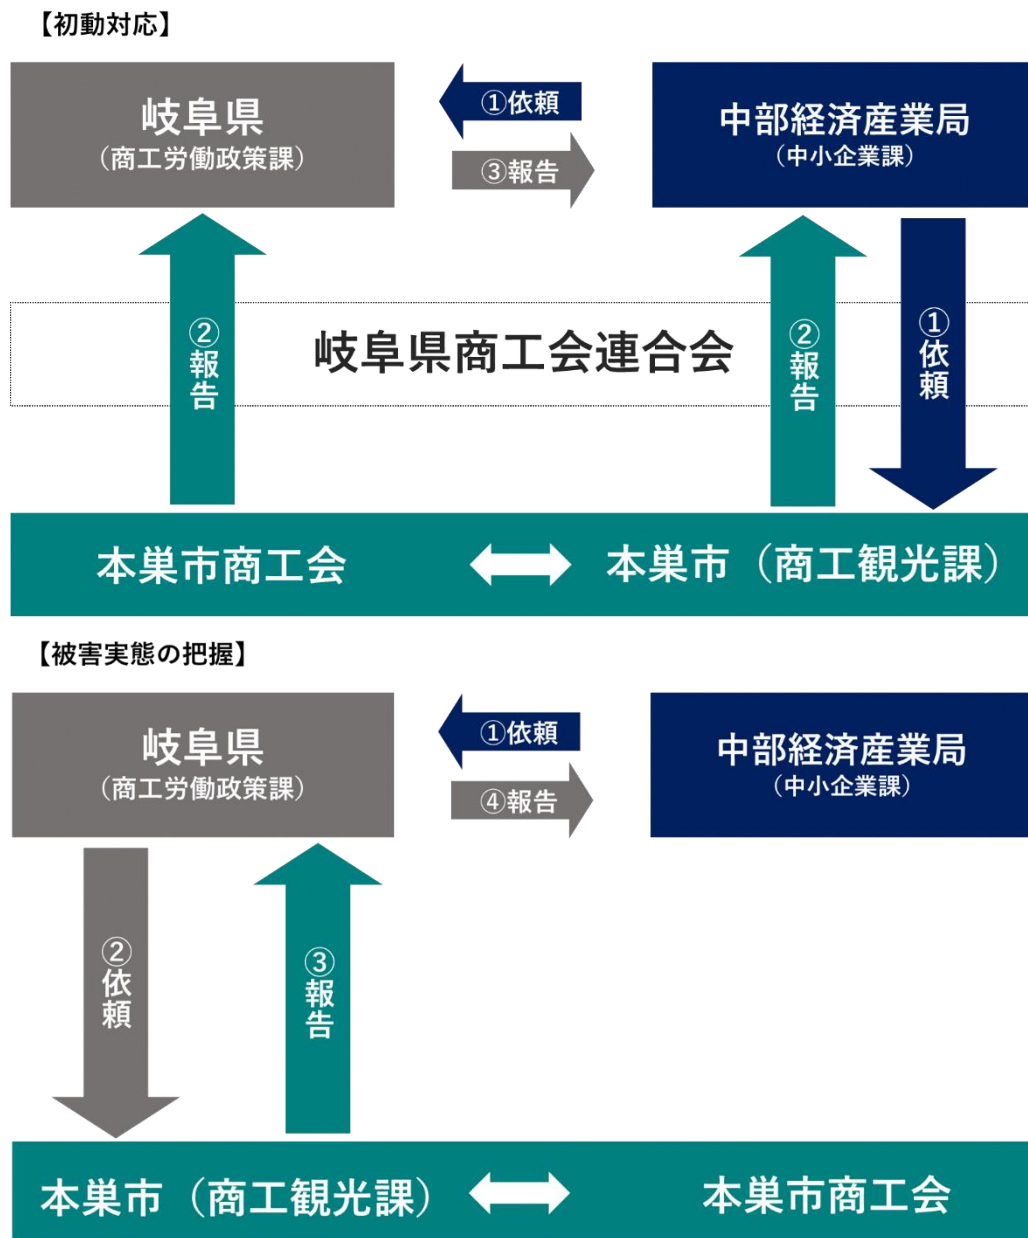 【初動対応】
岐阜県
（商工労働政策課）
①依頼
③報告
中部経済産業局
（中小企業課）
②報告
岐阜県商工会連合会
②報告
①依頼
本巣市商工会
本巣市（商工観光課）
【被害実態の把握】
岐阜県
（商工労働政策課）
①依頼
④報告
中部経済産業局
（中小企業課）
②依頼
③報告
本巣市（商工観光課）
本巣市商工会